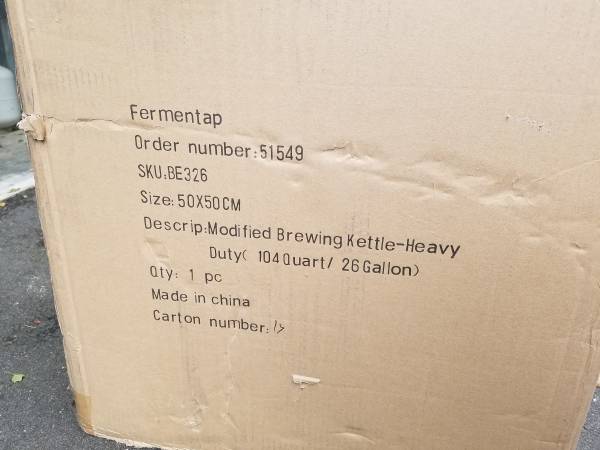 Fermentap
Order number:51549
SKU:BE326
Size:50X50CM
Descrip:Modified Brewing Kettle-Heavy
Duty( 104Quart/ 26Gallon)
Qty: 1 pc
Made in china
Carton number: